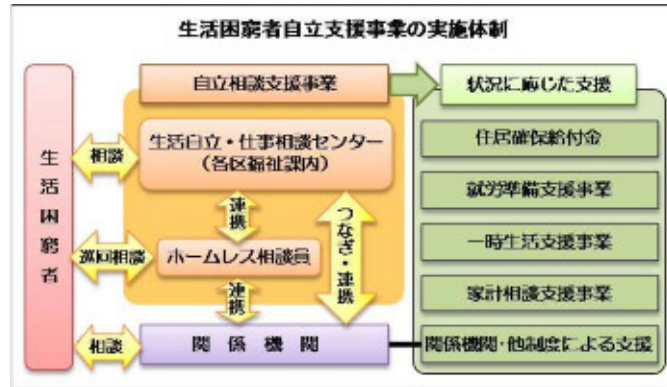 生活困窮者自立支援事業の実施体制
自立相談支援事業
状況に応じた支援
生活困窮者
相談
生活自立・仕事相談センター
(各区福祉課内)
連携
つなぎ・連携
巡回相談
ホームレス相談員
連携
相談
関係機関
住居確保給付金
就労準備支援事業
一時生活支援事業
家計相談支援事業
関係機関・他制度による支援